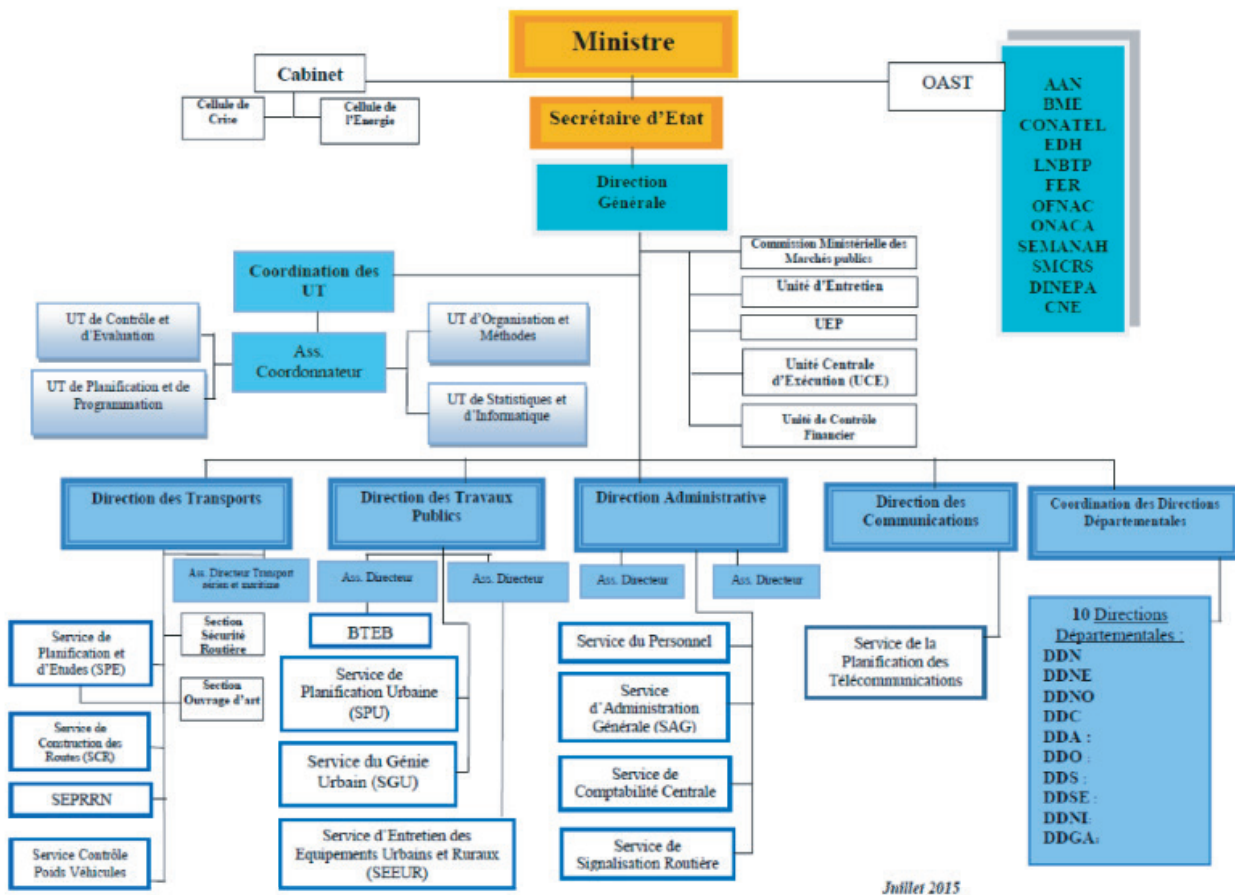 Ministre
Cabinet
OAST
Cellule de
Crise
Cellule de
l'Energie
Secrétaire d'Etat
AAN
BME
CONATEL
EDH
LNBTP
FER
OFNAC
ONACA
SEMANAH
SMCRS
DINEPA
CNE
Direction
Générale
Coordination des
UT
Commission Ministérielle des
Marchés publics
Unité d'Entretien
UEP
Unité Centrale
d'Exécution (UCE)
Unité de Contrôle
Financier
UT de Contrôle et
d'Evaluation
UT de Planification et de
Programmation
Ass.
Coordonnateur
UT d'Organisation et
Méthodes
UT de Statistiques et
d'Informatique
Direction des Transports
Direction des Travaux
Publics
Direction Administrative
Direction des
Communications
Coordination des Directions
Départementales
Ass. Directeur Transport
aérien et maritime
Ass. Directeur
Ass. Directeur
Ass. Directeur
Ass. Directeur
Service de
Planification et
d'Etudes (SPE)
Section
Sécurité
Routière
Section
Ouvrage d'art
Service de
Construction des
Routes (SCR)
SEPRRN
Service Contrôle
Poids Véhicules
BTEB
Service de
Planification Urbaine
(SPU)
Service du Génie
Urbain (SGU)
Service d'Entretien des
Equipements Urbains et Ruraux
(SEEUR)
Service du Personnel
Service
d'Administration
Générale (SAG)
Service de
Comptabilité Centrale
Service de
Signalisation Routière
Service de la
Planification des
Télécommunications
10 Directions
Départementales :
DDN
DDNE
DDNO
DDC
DDA :
DDO :
DDS :
DDSE :
DDNI:
DDGA:
Juillet 2015